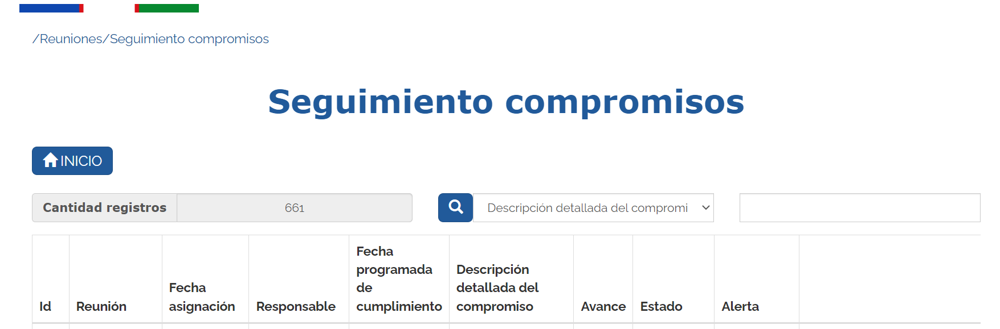 /Reuniones/Seguimiento compromisos
Seguimiento compromisos
INICIO
Cantidad registros 661 Descripción detallada del compromi
Id Reunión Fecha asignación Responsable Fecha programada de cumplimiento Descripción detallada del compromiso Avance Estado Alerta